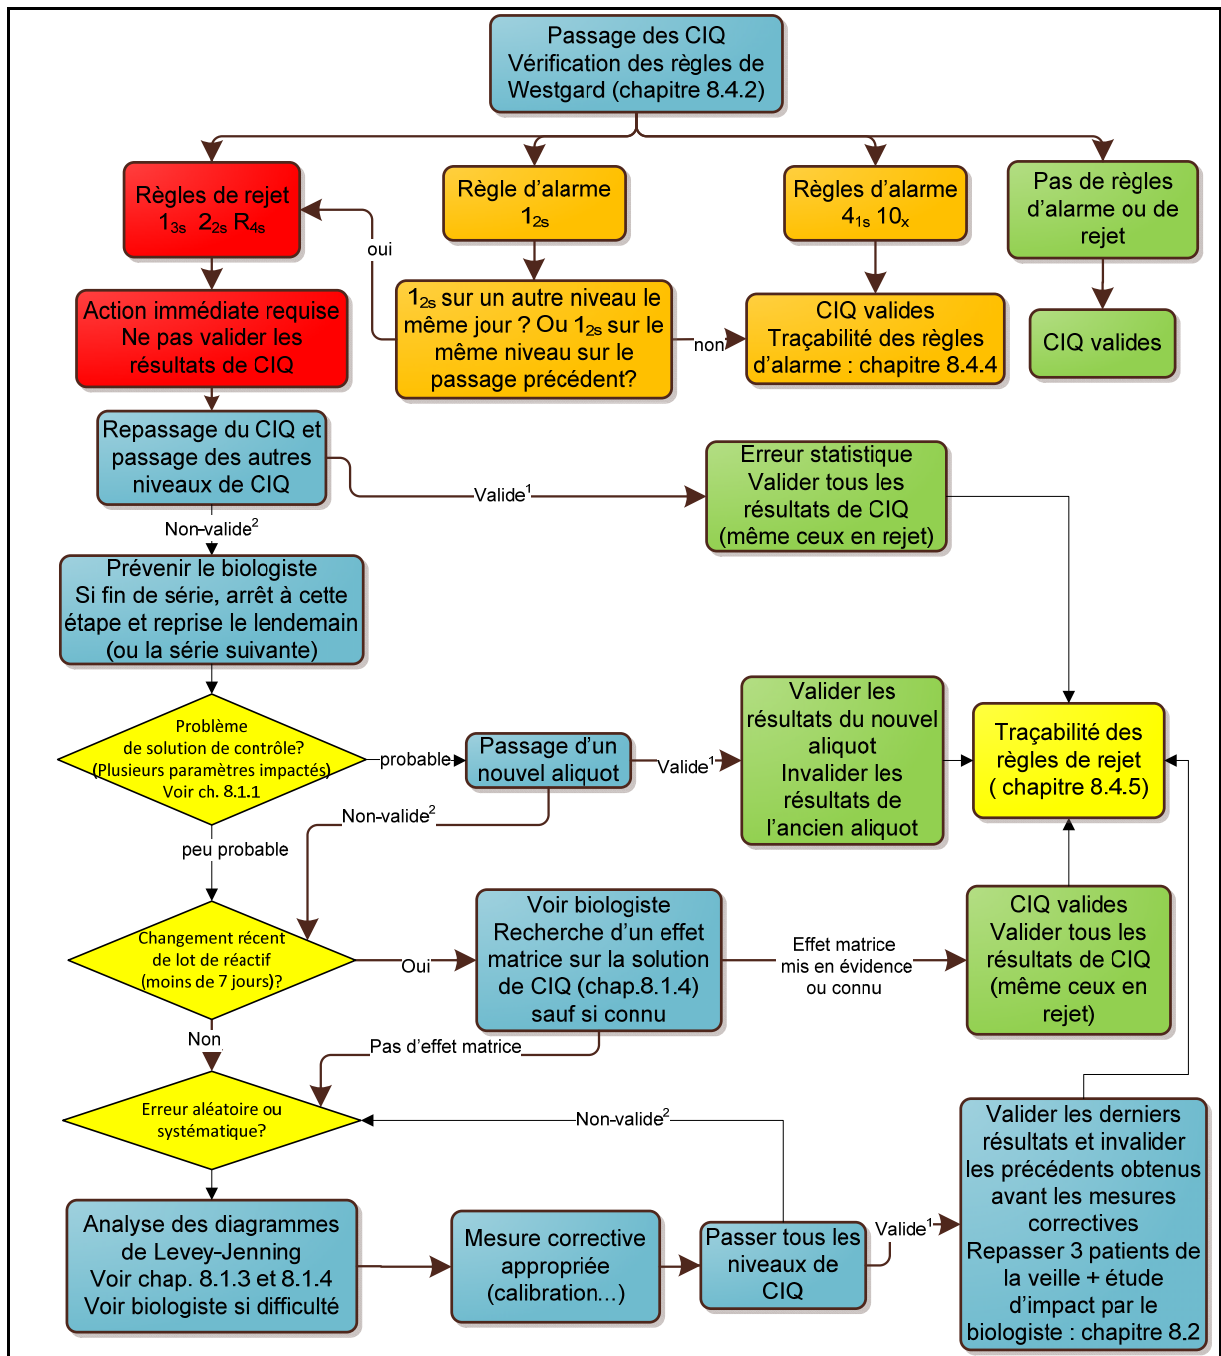 Passage des CIQ
Vérification des règles de
Westgard (chapitre 8.4.2)
Règles de rejet
1₃ₛ 2₂ₛ R₄ₛ
Règle d'alarme
1₂ₛ
Règles d'alarme
4₁ₛ 10ₓ
Pas de règles
d'alarme ou de
rejet
oui
Action immédiate requise
Ne pas valider les
résultats de CIQ
1₂ₛ sur un autre niveau le
même jour ? Ou 1₂ₛ sur le
même niveau sur le
passage précédent?
non
CIQ valides
Traçabilité des règles
d'alarme : chapitre 8.4.4
CIQ valides
Repassage du CIQ et
passage des autres
niveaux de CIQ
Valide¹
Erreur statistique
Valider tous les
résultats de CIQ
(même ceux en rejet)
Non-valide²
Prévenir le biologiste
Si fin de série, arrêt à cette
étape et reprise le lendemain
(ou la série suivante)
Problème
de solution de contrôle?
(Plusieurs paramètres impactés)
Voir ch. 8.1.1
probable
Passage d'un
nouvel aliquot
Valide¹
Valider les
résultats du nouvel
aliquot
Invalider les
résultats de
l'ancien aliquot
Traçabilité des
règles de rejet
( chapitre 8.4.5)
Non-valide²
peu probable
Changement récent
de lot de réactif
(moins de 7 jours)?
Oui
Voir biologiste
Recherche d'un effet
matrice sur la solution
de CIQ (chap.8.1.4)
sauf si connu
Effet matrice
mis en évidence
ou connu
CIQ valides
Valider tous les
résultats de CIQ
(même ceux en
rejet)
Non
Pas d'effet matrice
Erreur aléatoire ou
systématique?
Non-valide²
Analyse des diagrammes
de Levey-Jenning
Voir chap. 8.1.3 et 8.1.4
Voir biologiste si difficulté
Mesure corrective
appropriée
(calibration...)
Passer tous les
niveaux de
CIQ
Valide¹
Valider les derniers
résultats et invalider
les précédents obtenus
avant les mesures
correctives
Repasser 3 patients de
la veille + étude
d'impact par le
biologiste : chapitre 8.2